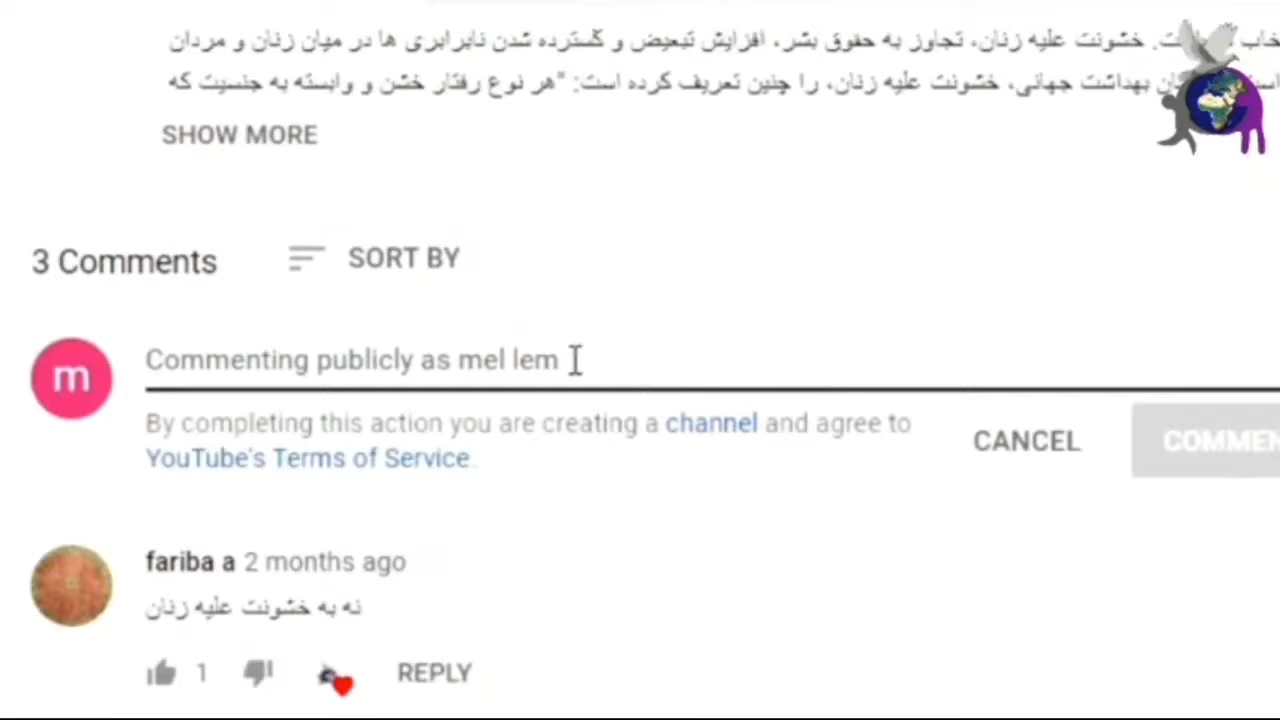 خشونت علیه زنان، تجاوز به حقوق بشر، افزایش تبعیض و گسترده شدن نابرابری ها در میان زنان و مردان
بهداشت جهانی، خشونت علیه زنان، را چنین تعریف کرده است: "هر نوع رفتار خشن و وابسته به جنسیت که
SHOW MORE
3 Comments SORT BY
m
Commenting publicly as mel lem
By completing this action you are creating a channel and agree to
YouTube's Terms of Service.
CANCEL
fariba a 2 months ago
نه به خشونت علیه زنان
1 REPLY